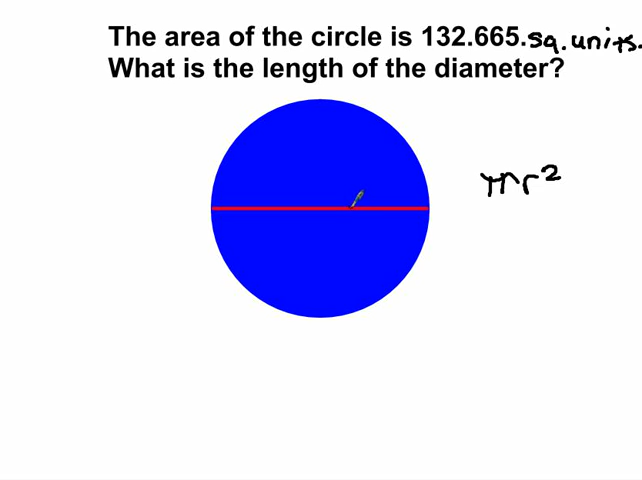 The area of the circle is 132.665. sq. units.
What is the length of the diameter?
πr²